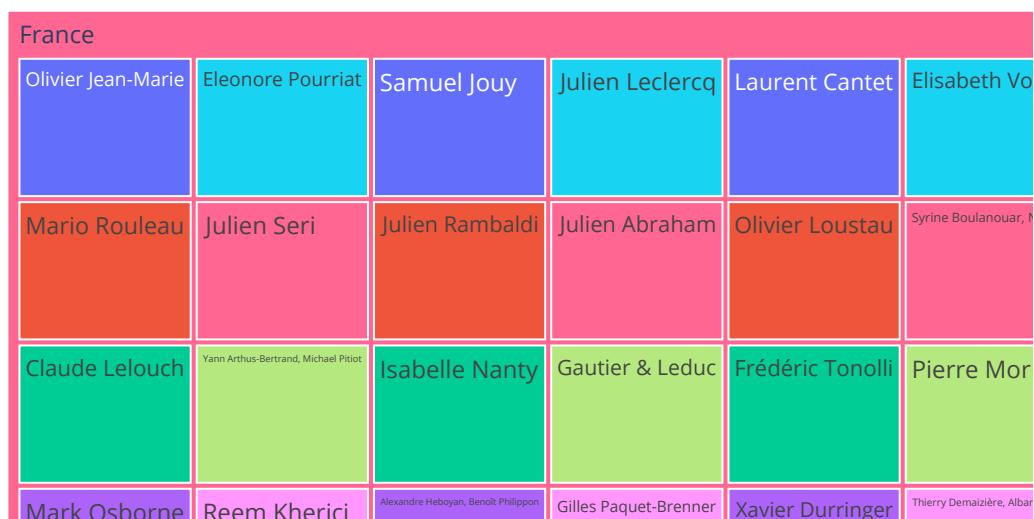 France
Olivier Jean-Marie
Eleonore Pourriat
Samuel Jouy
Julien Leclercq
Laurent Cantet
Elisabeth
Mario Rouleau
Julien Seri
Julien Rambaldi
Julien Abraham
Olivier Loustau
Syrine Boulanouar,
Claude Lelouch
Yann Arthus-Bertrand, Michael Pitiot
Isabelle Nanty
Gautier & Leduc
Frédéric Tonolli
Pierre
Mark Osborne
Reem Kherici
Alexandre Heboyan, Benoît Philippon
Gilles Paquet-Brenner
Xavier Durringer
Thierry Demaizière,